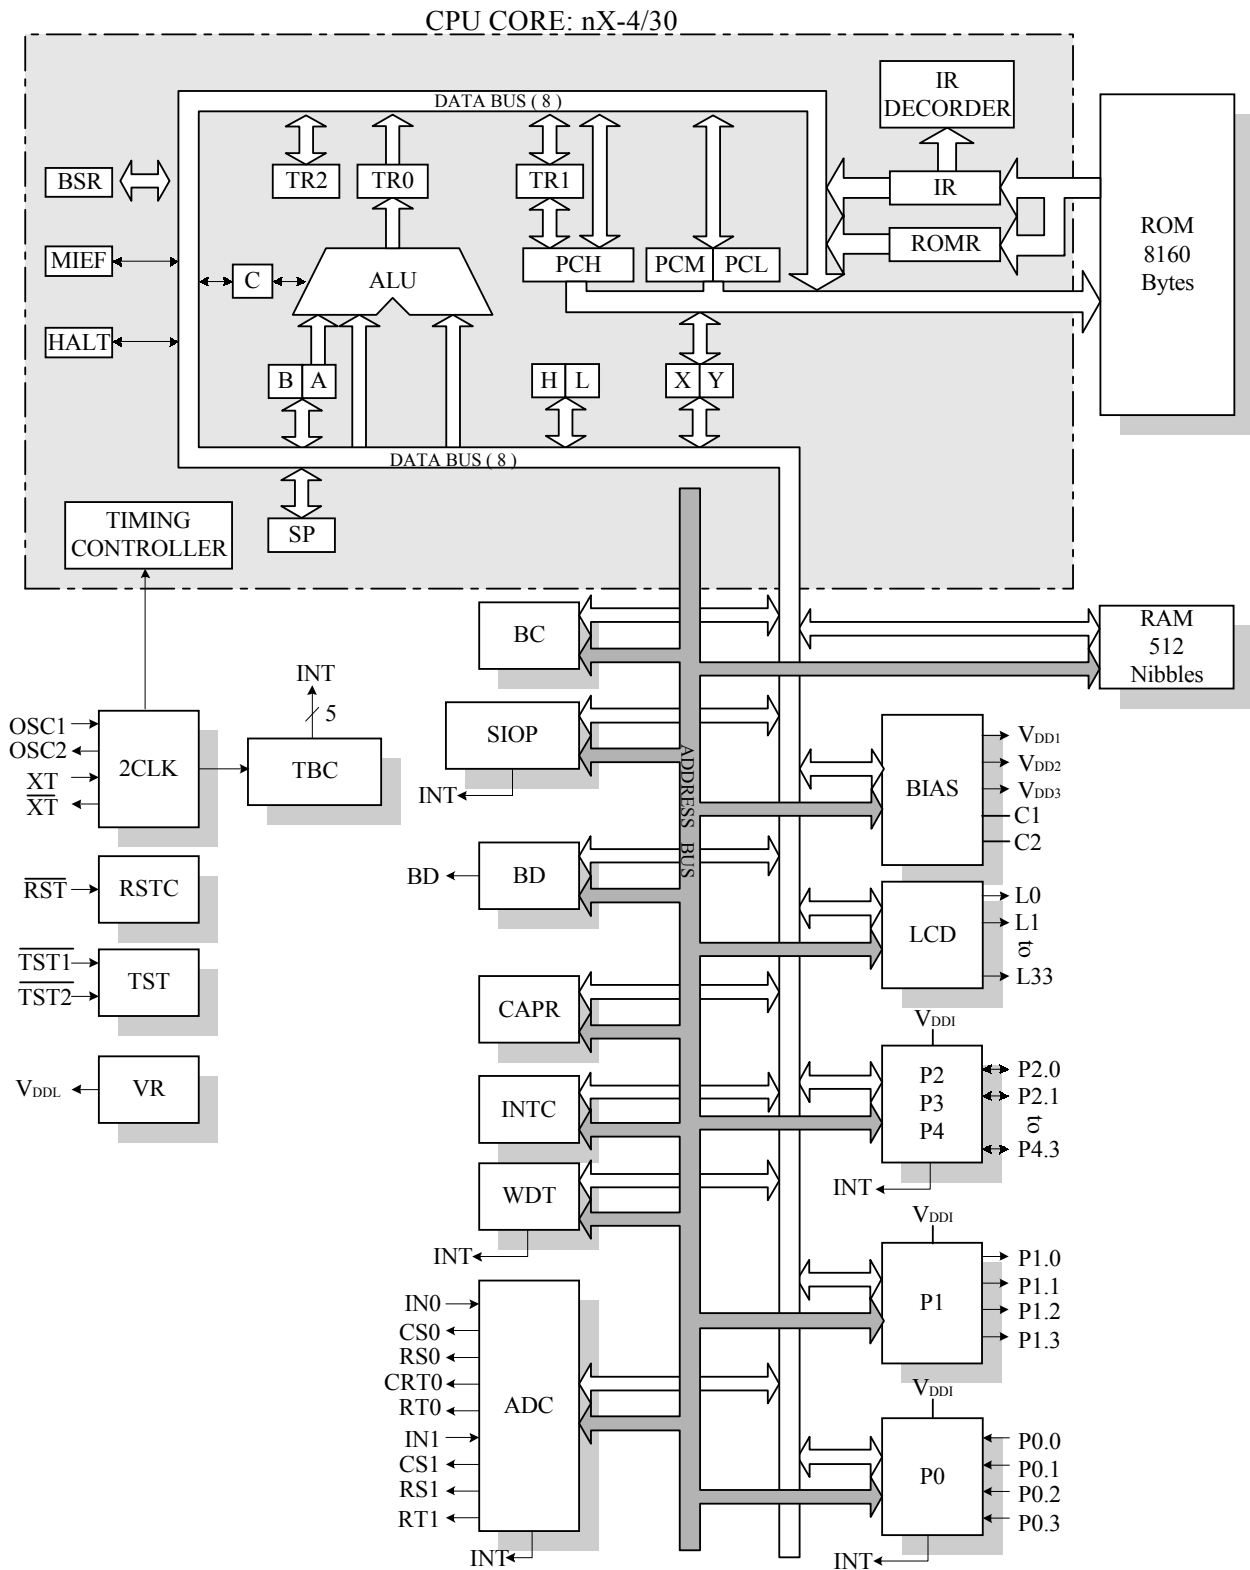 CPU CORE: nX-4/30
DATA BUS ( 8 )
IR
DECORDER
BSR
TR2
TR0
TR1
IR
ROM
8160
Bytes
MIEF
C
ALU
PCH
PCM
PCL
ROMR
HALT
B
A
H
L
X
Y
DATA BUS ( 8 )
TIMING
CONTROLLER
SP
BC
RAM
512
Nibbles
INT
5
OSC1
OSC2
XT
XT
2CLK
TBC
SIOP
INT
ADDRESS BUS
BIAS
VDD1
VDD2
VDD3
C1
C2
RST
RSTC
BD
BD
LCD
L0
L1
to
L33
TST1
TST2
TST
CAPR
VDDL
VR
INTC
VDDI
P2
P3
P4
P2.0
P2.1
to
P4.3
INT
WDT
INT
VDDI
P1
P1.0
P1.1
P1.2
P1.3
IN0
CS0
RS0
CRT0
RT0
IN1
CS1
RS1
RT1
ADC
INT
VDDI
P0
P0.0
P0.1
P0.2
P0.3
INT